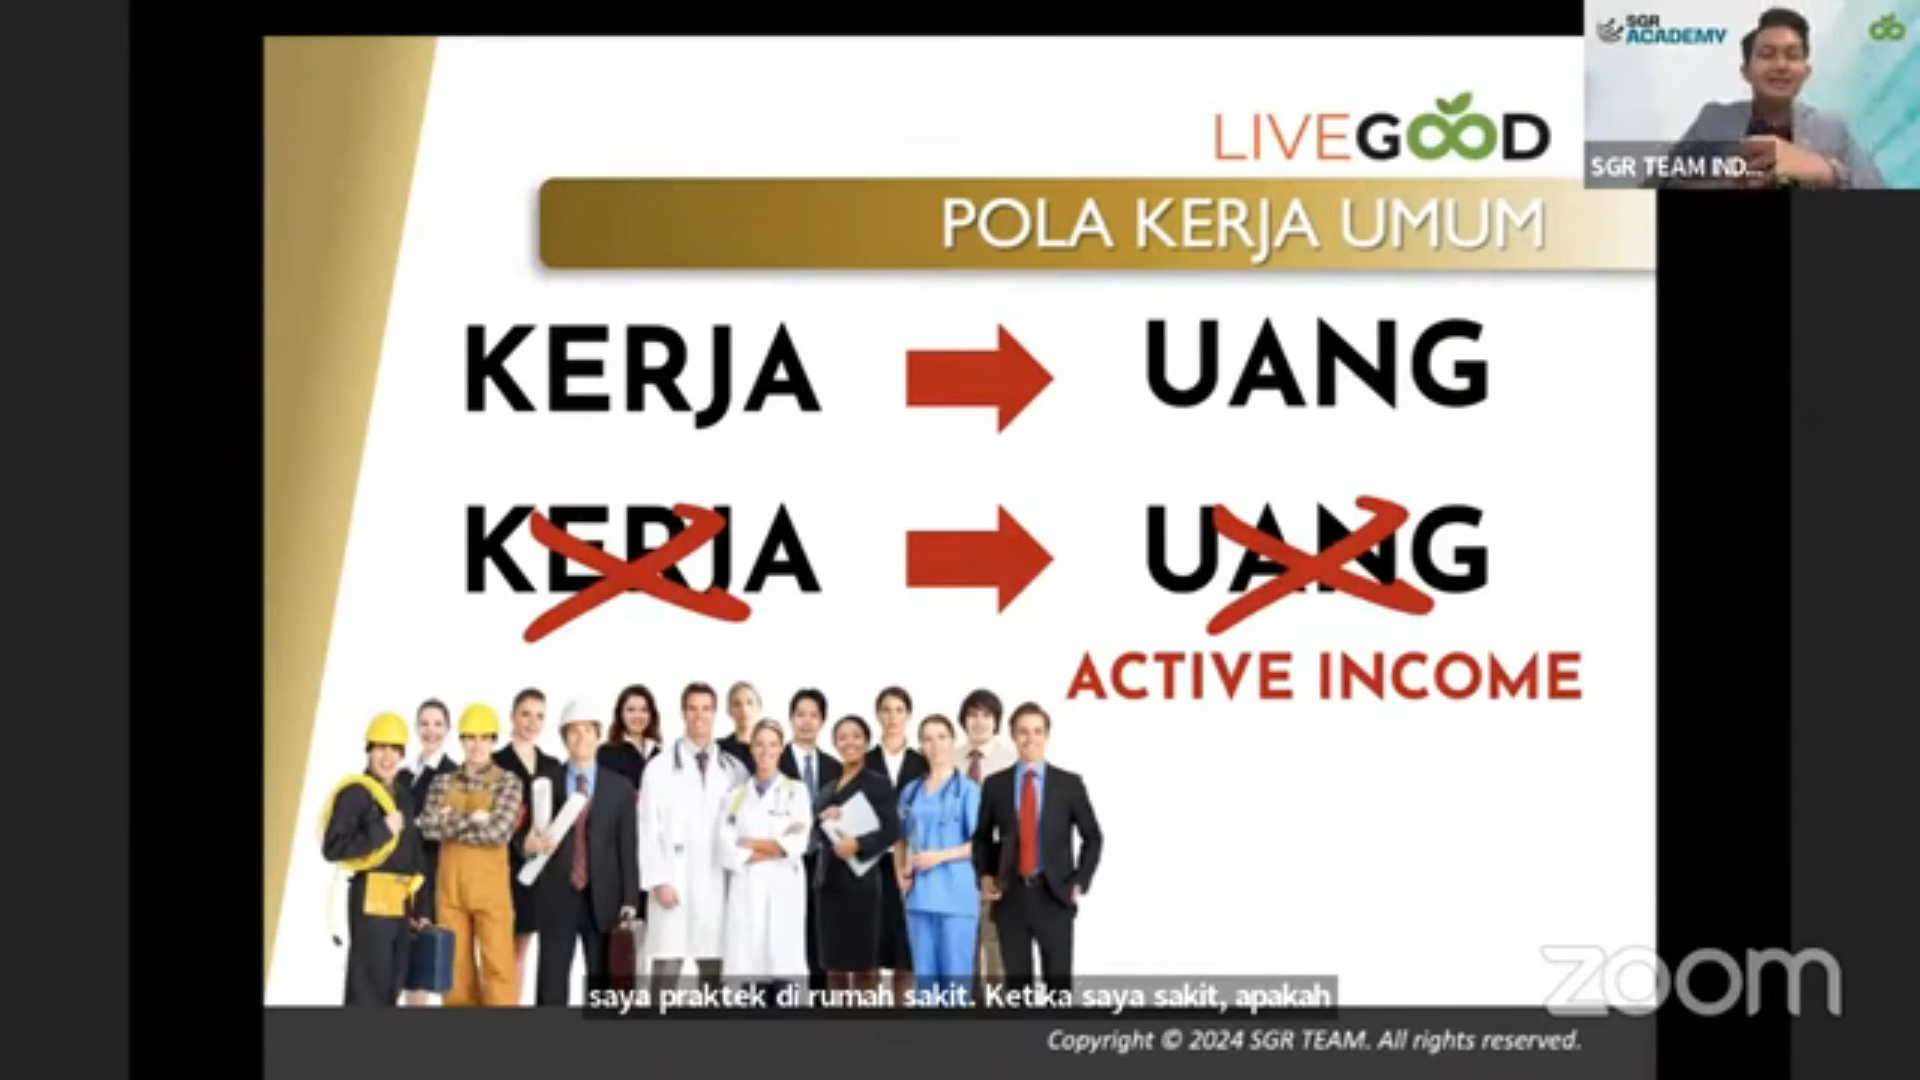 SGR
ACADEMY
SGR TEAM IND...
LIVEGOOD
POLA KERJA UMUM
KERJA UANG
KERJA UANG
ACTIVE INCOME
saya praktek di rumah sakit. Ketika saya sakit, apakah
zoom
Copyright © 2024 SGR TEAM. All rights reserved.